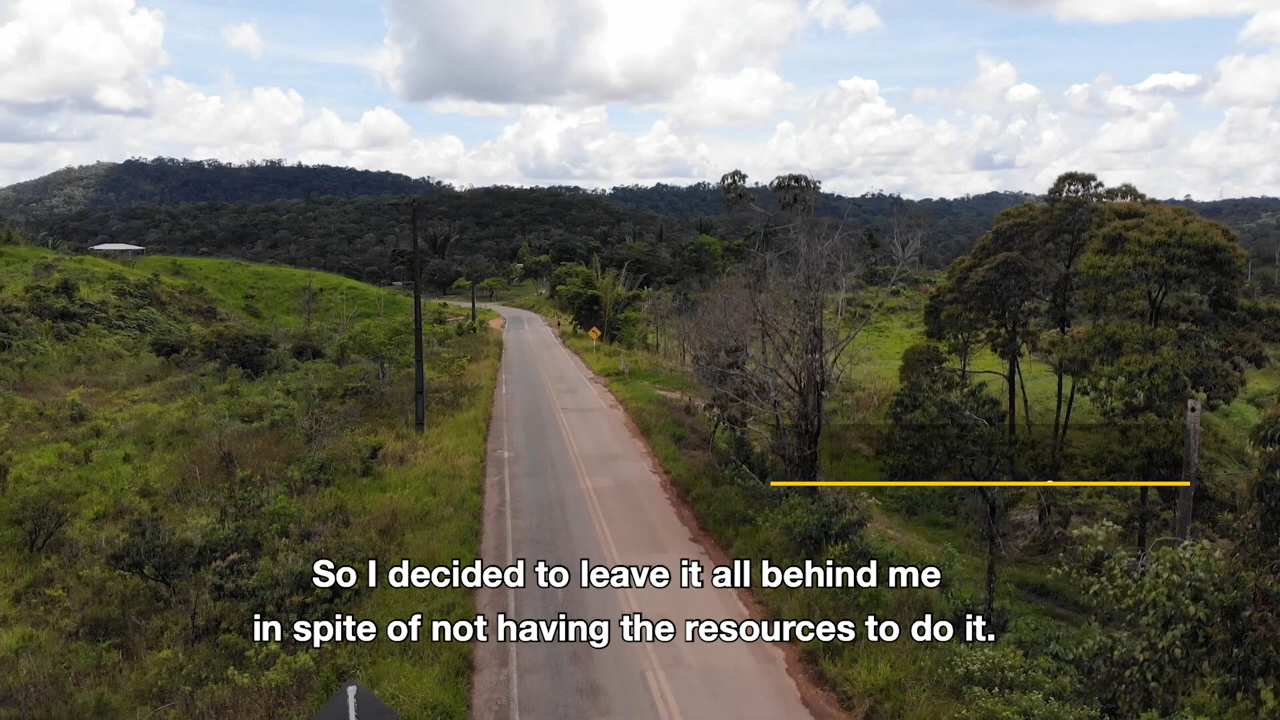 So I decided to leave it all behind me
in spite of not having the resources to do it.